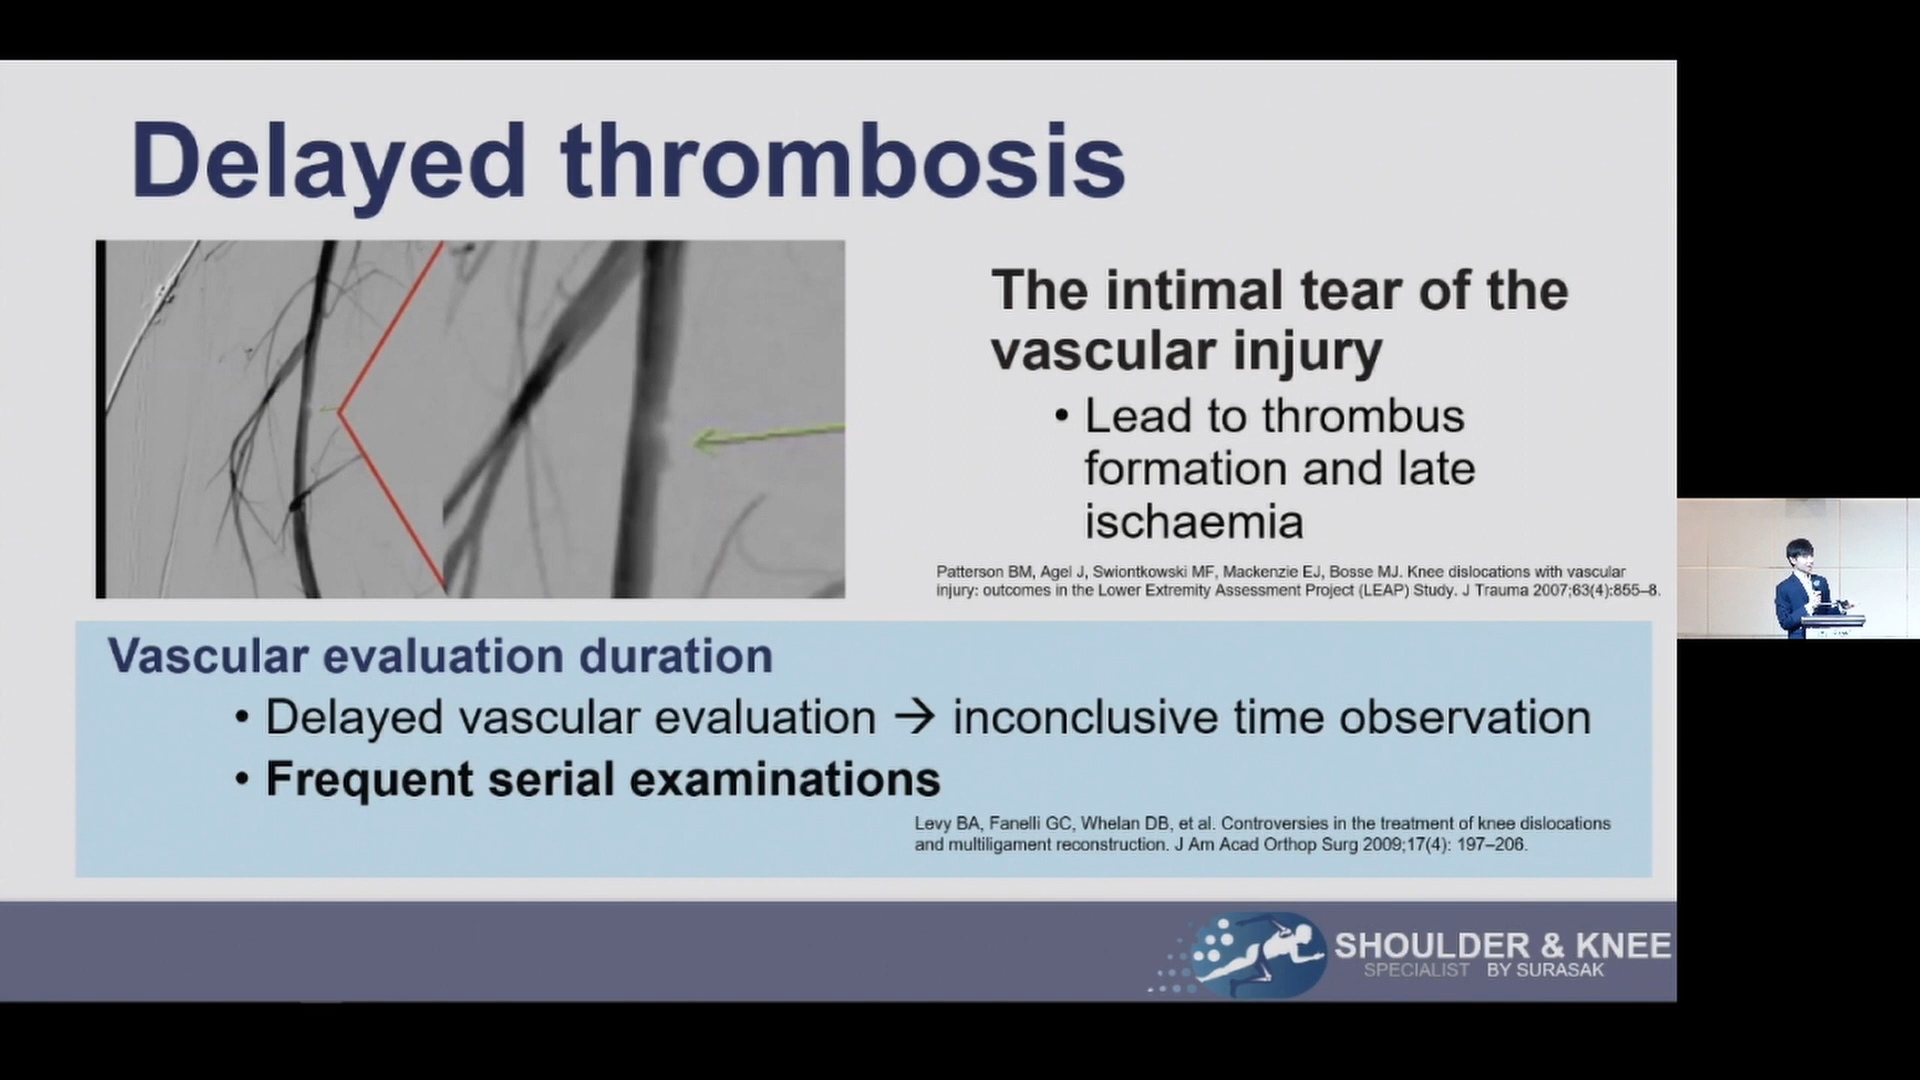 Delayed thrombosis
The intimal tear of the
vascular injury
• Lead to thrombus
formation and late
ischaemia
Patterson BM, Agel J, Swiontkowski MF, Mackenzie EJ, Bosse MJ. Knee dislocations with vascular
injury: outcomes in the Lower Extremity Assessment Project (LEAP) Study. J Trauma 2007;63(4):855–8.
Vascular evaluation duration
• Delayed vascular evaluation → inconclusive time observation
• Frequent serial examinations
Levy BA, Fanelli GC, Whelan DB, et al. Controversies in the treatment of knee dislocations
and multiligament reconstruction. J Am Acad Orthop Surg 2009;17(4): 197–206.
SHOULDER & KNEE
SPECIALIST BY SURASAK